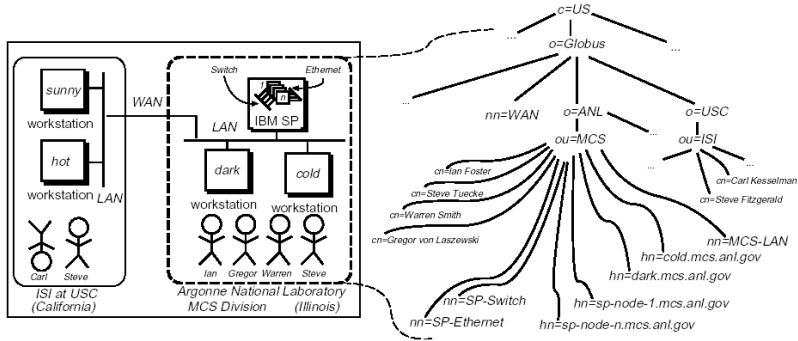 sunny
workstation
hot
workstation
LAN
Carl
Steve
ISI at USC
(California)
WAN
Switch
Ethernet
1
n
IBM SP
LAN
dark
workstation
cold
workstation
Ian
Gregor
Warren
Steve
Argonne National Laboratory
MCS Division
(Illinois)
c=US
...
o=Globus
...
...
nn=WAN
o=ANL
o=USC
ou=MCS
...
ou=ISI
...
...
cn=Ian Foster
cn=Steve Tuecke
cn=Warren Smith
cn=Gregor von Laszewski
cn=Carl Kesselman
cn=Steve Fitzgerald
nn=MCS-LAN
hn=cold.mcs.anl.gov
hn=dark.mcs.anl.gov
nn=SP-Switch
hn=sp-node-1.mcs.anl.gov
nn=SP-Ethernet
hn=sp-node-n.mcs.anl.gov